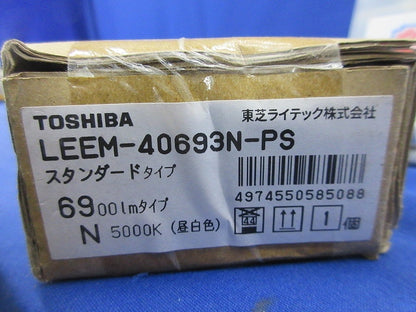 TOSHIBA 東芝ライテック株式会社
LEEM-40693N-PS
スタンダードタイプ
4974550585088
6900lmタイプ
N 5000K (昼白色)
1 個